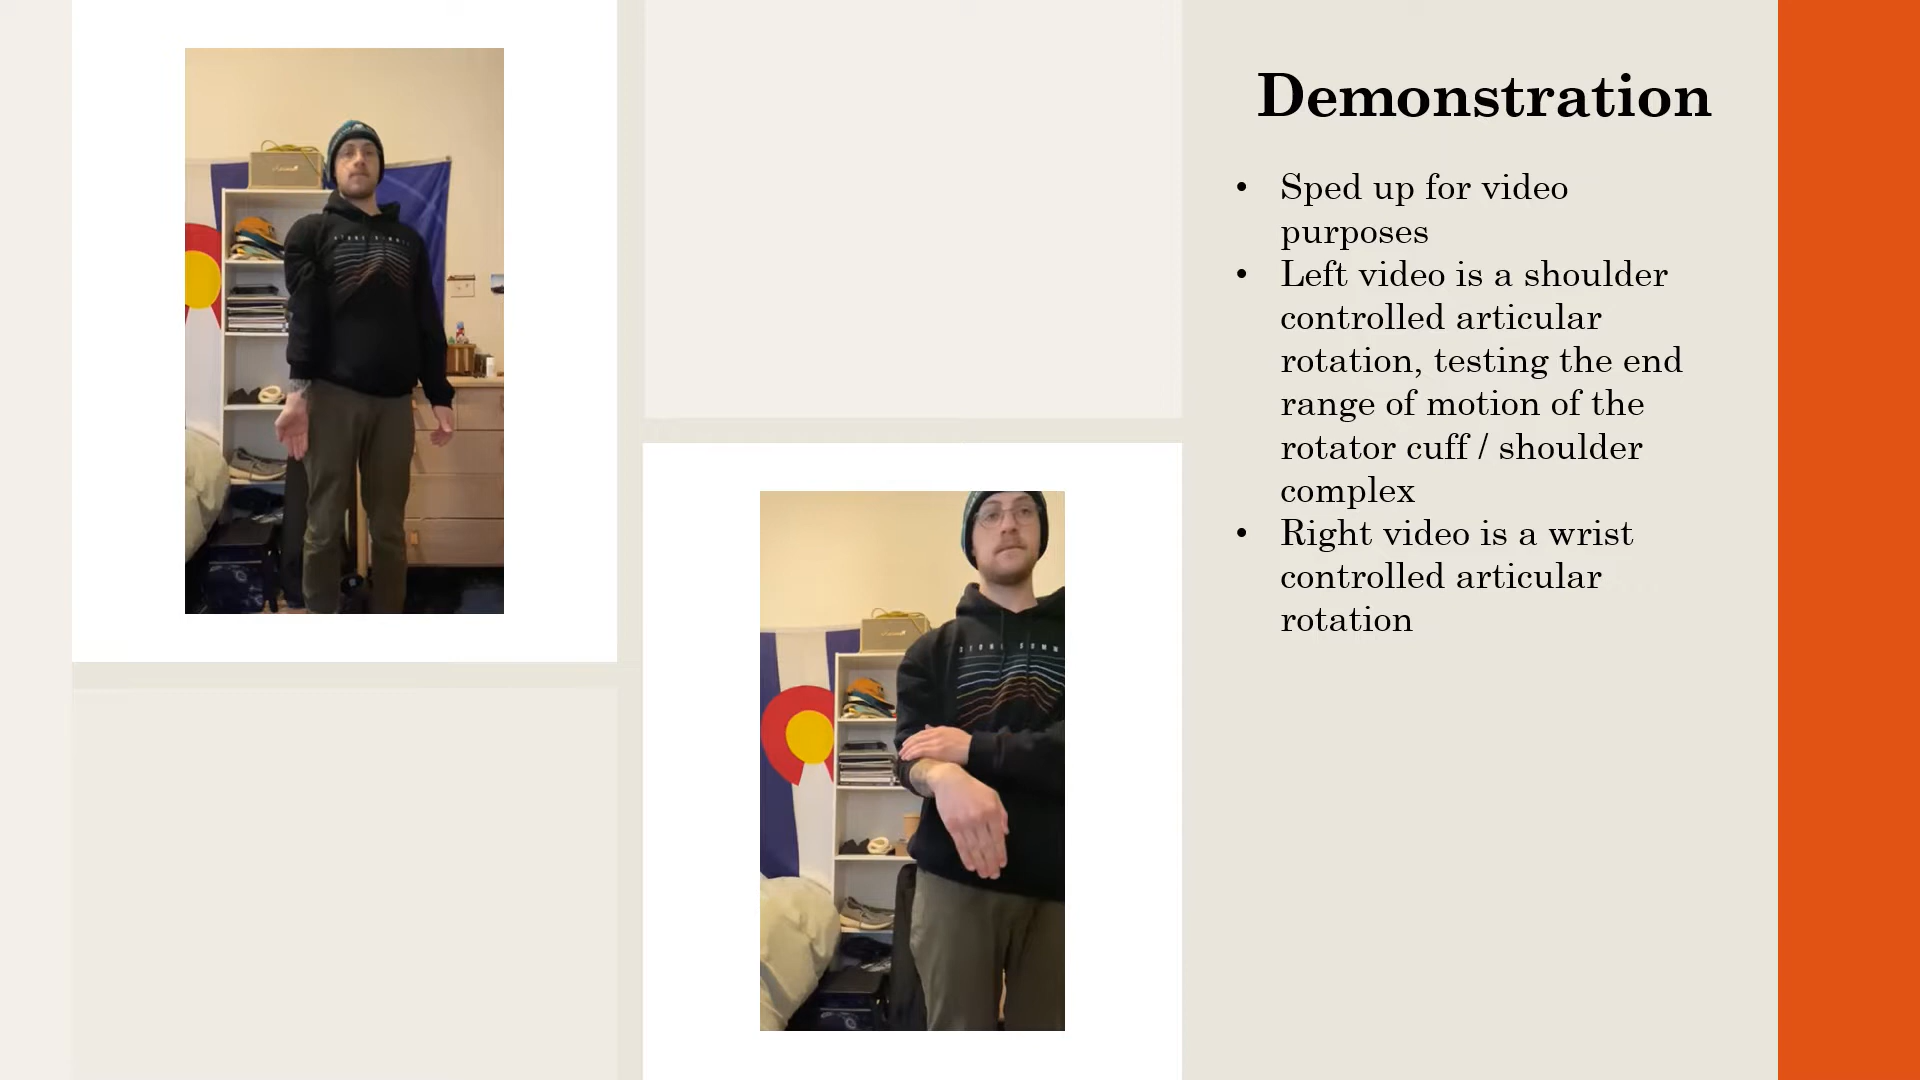 Demonstration
• Sped up for video
purposes
• Left video is a shoulder
controlled articular
rotation, testing the end
range of motion of the
rotator cuff / shoulder
complex
• Right video is a wrist
controlled articular
rotation